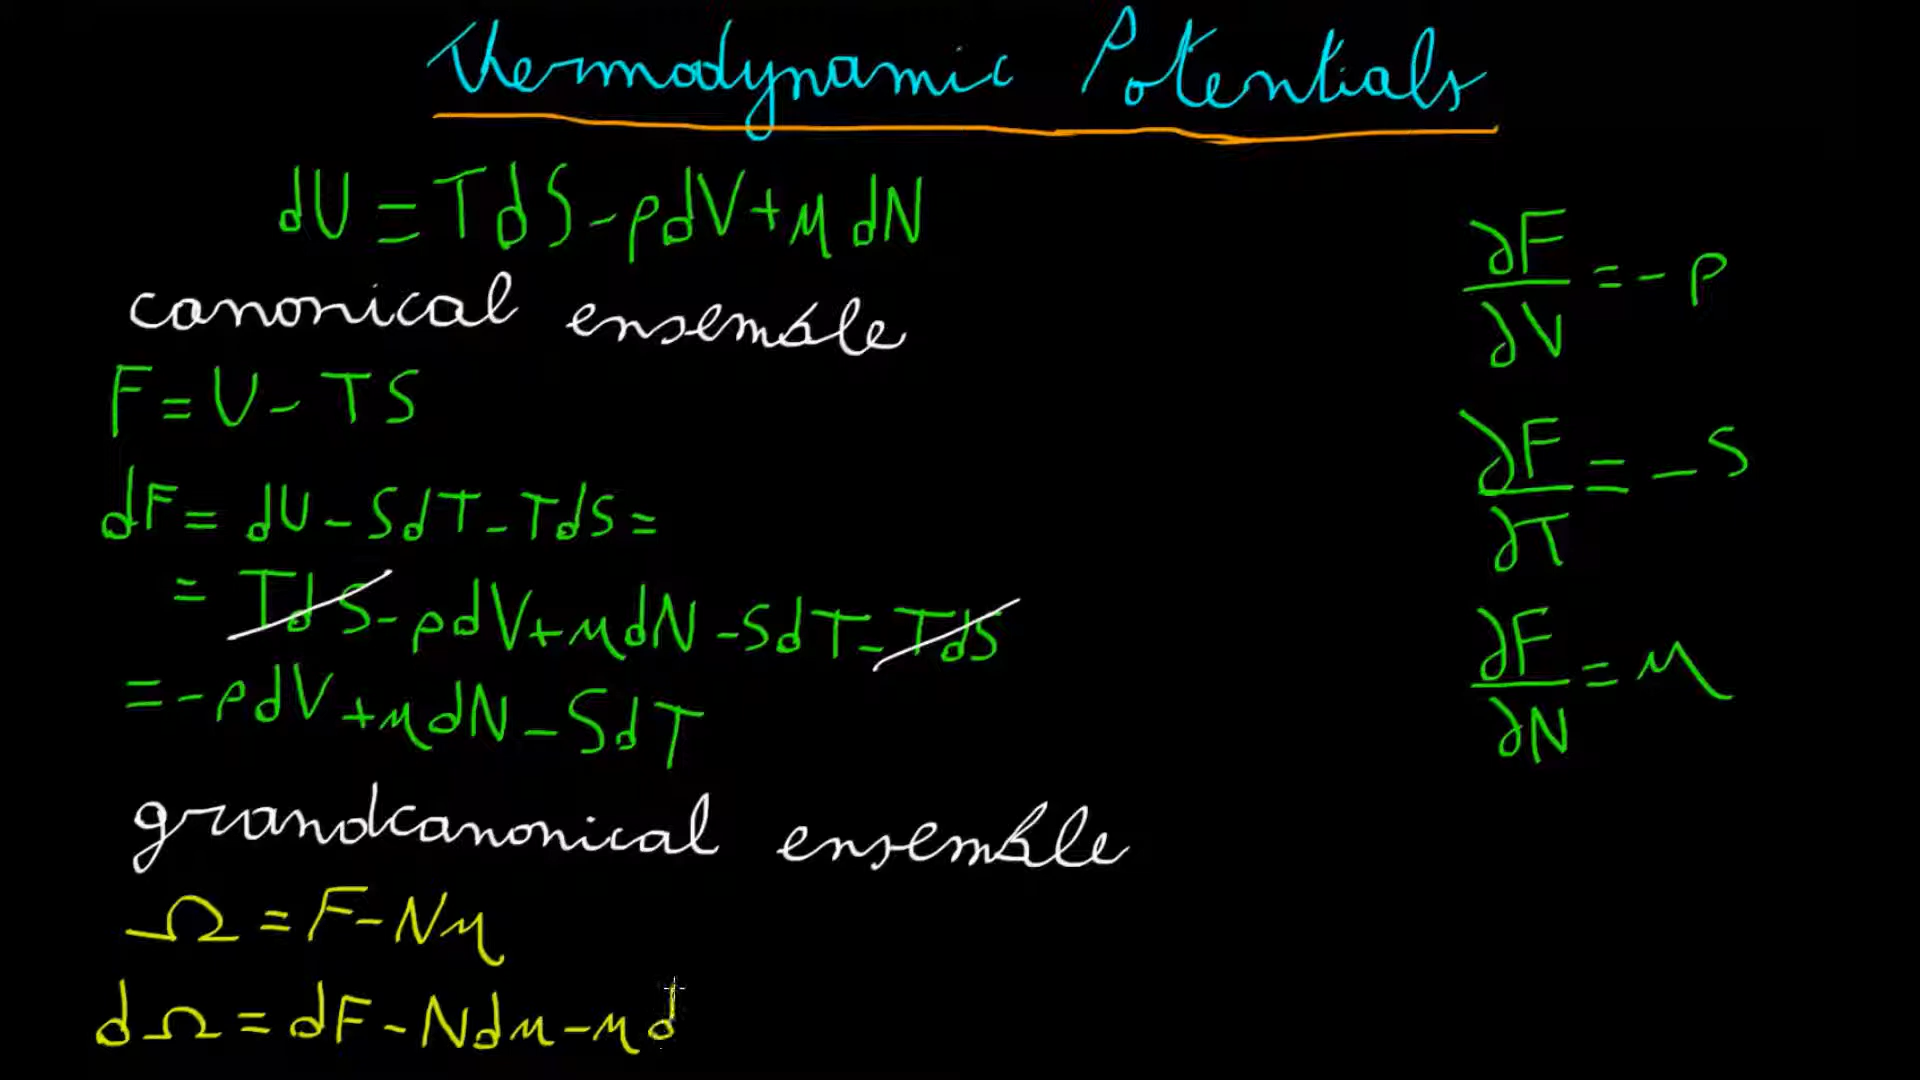 Thermodynamic Potentials
dU = TdS - pdV + μdN
canonical ensemble
F = U - TS
dF = dU - SdT - TdS =
= TdS - pdV + μdN - SdT - TdS
= -pdV + μdN - SdT
grandcanonical ensemble
Ω = F - Nμ
dΩ = dF - Ndμ - μd
∂F/∂V = -p
∂F/∂T = -S
∂F/∂N = μ